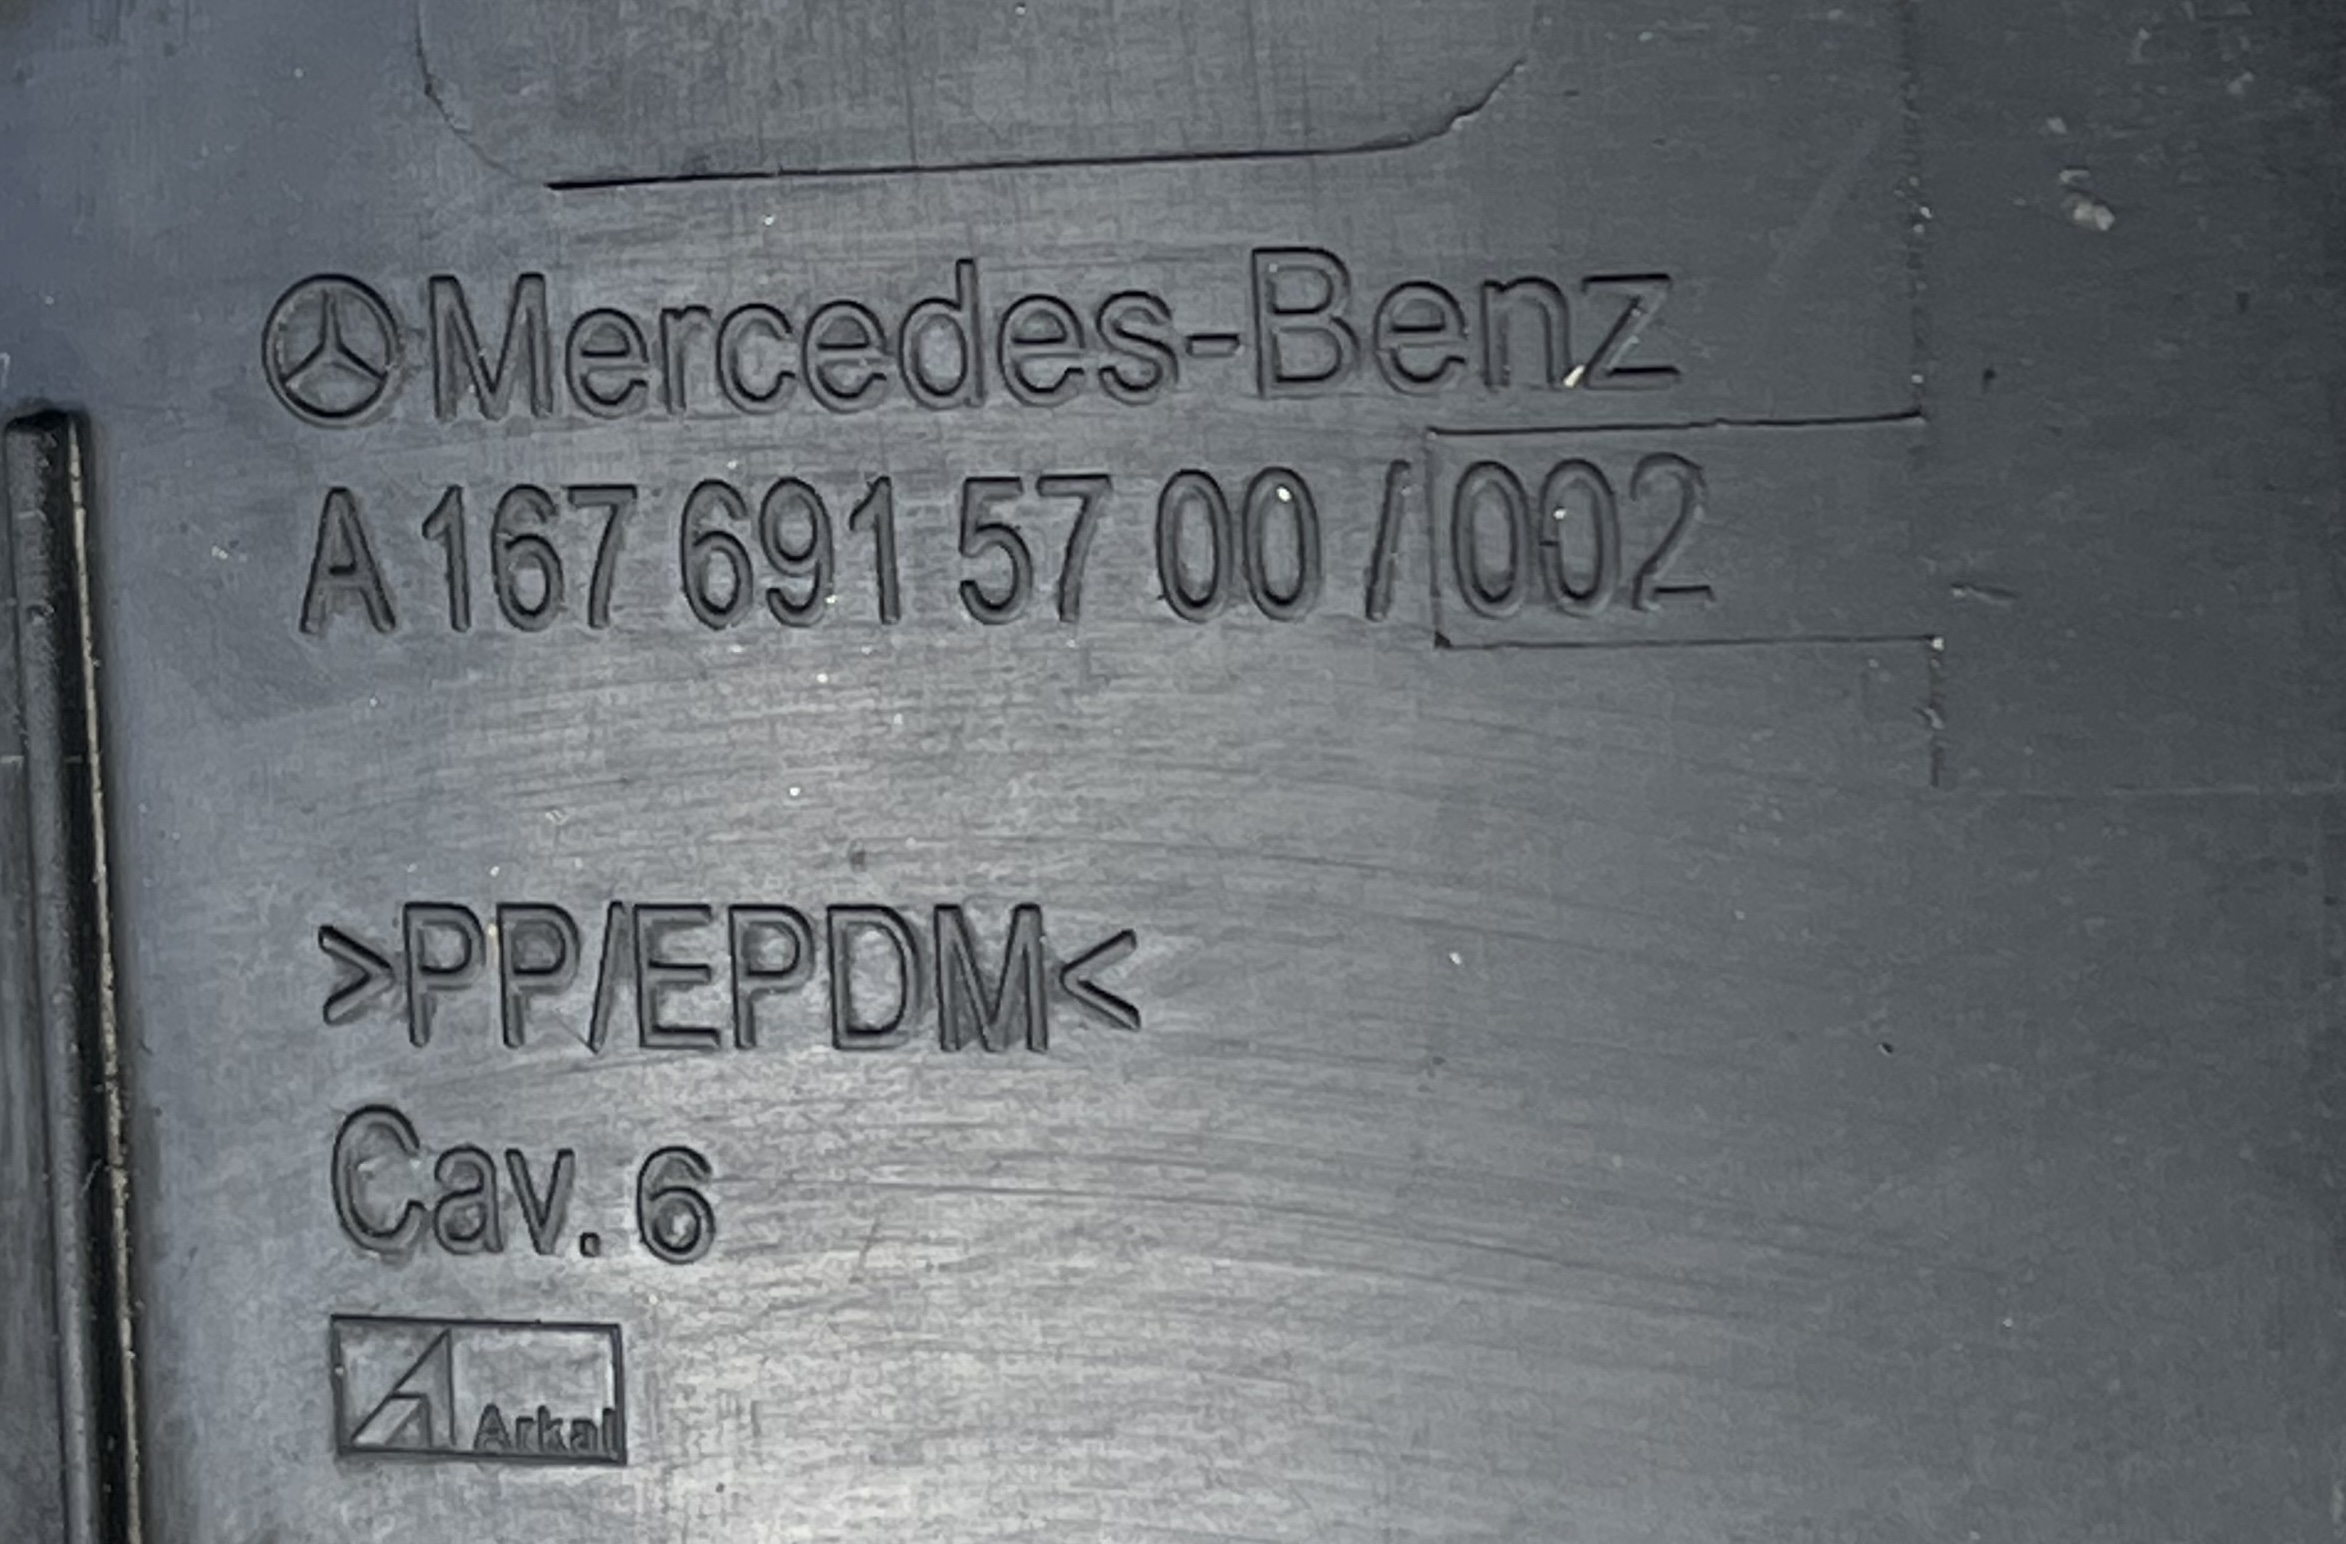 Mercedes-Benz
A 167 691 57 00 / 002
>PP/EPDM<
Cav. 6
Arkal